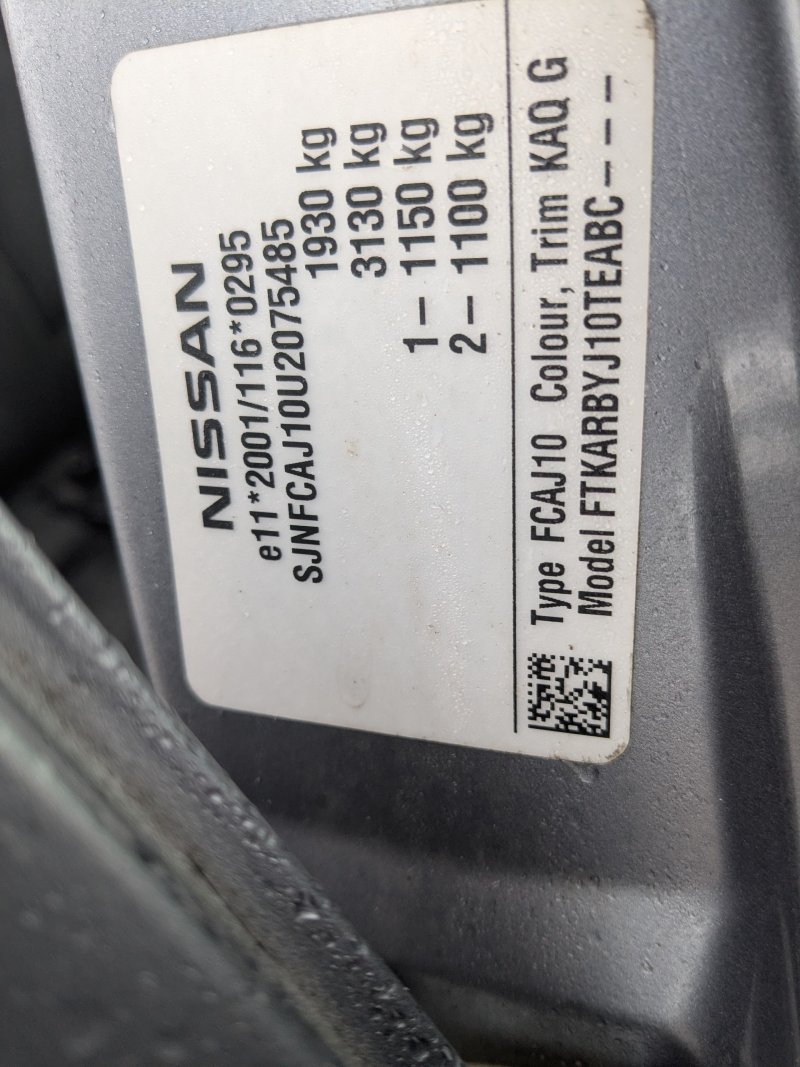 NISSAN
e11*2001/116*0295
SJNFCAJ10U2075485
1930 kg
3130 kg
1– 1150 kg
2– 1100 kg
Type FCAJ10 Colour, Trim KAQ G
Model FTKARBYJ10TEABC– – –